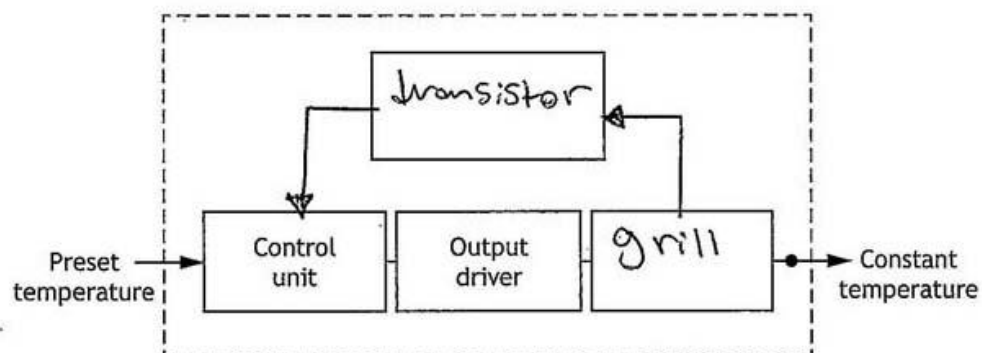 transistor
Preset
temperature
Control
unit
Output
driver
grill
Constant
temperature